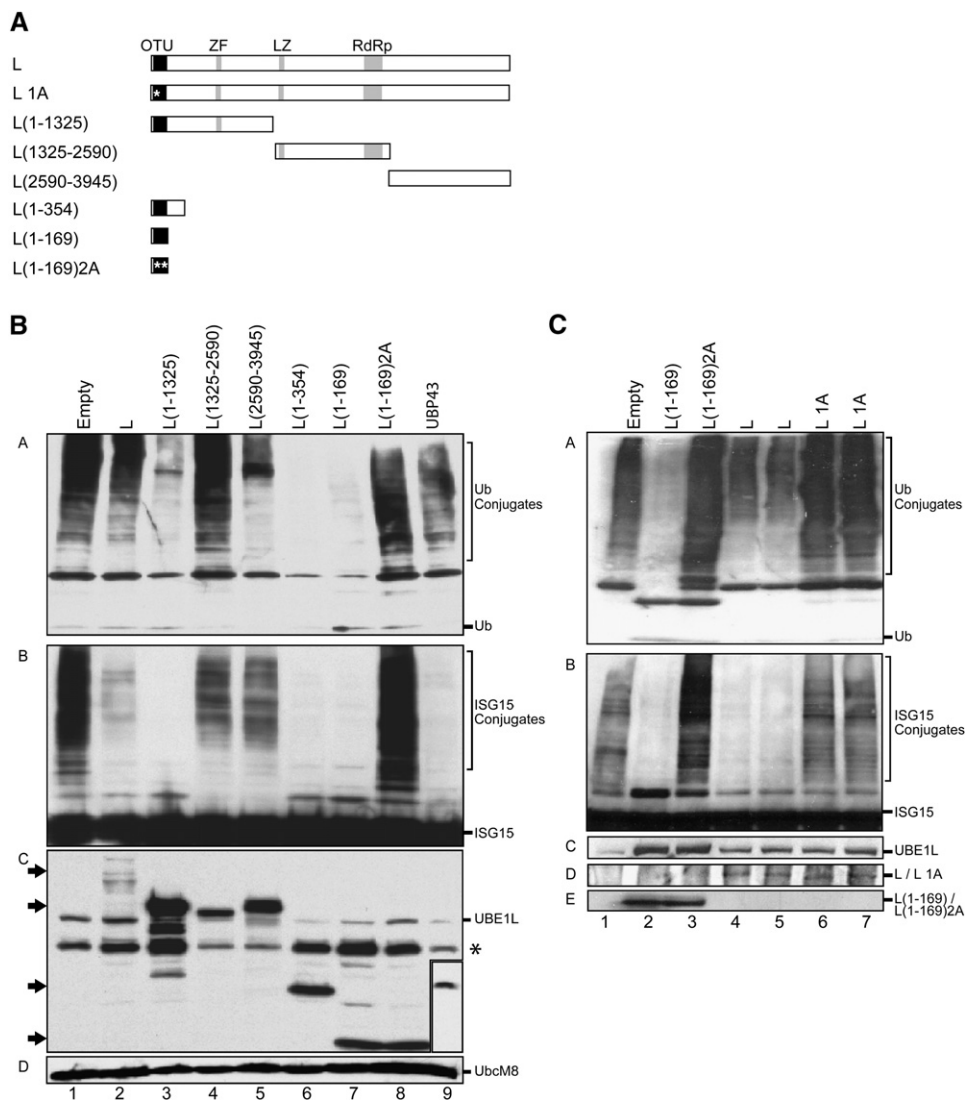 A
OTU ZF LZ RdRp
L
L 1A
*
L(1-1325)
L(1325-2590)
L(2590-3945)
L(1-354)
L(1-169)
L(1-169)2A
**
B
Empty
L
L(1-1325)
L(1325-2590)
L(2590-3945)
L(1-354)
L(1-169)
L(1-169)2A
UBP43
A
Ub
Conjugates
Ub
B
ISG15
Conjugates
ISG15
C
UBE1L
*
D
UbcM8
1 2 3 4 5 6 7 8 9
C
Empty
L(1-169)
L(1-169)2A
L
L
L 1A
L 1A
A
Ub
Conjugates
Ub
B
ISG15
Conjugates
ISG15
C
UBE1L
D
L / L 1A
E
L(1-169) /
L(1-169)2A
1 2 3 4 5 6 7